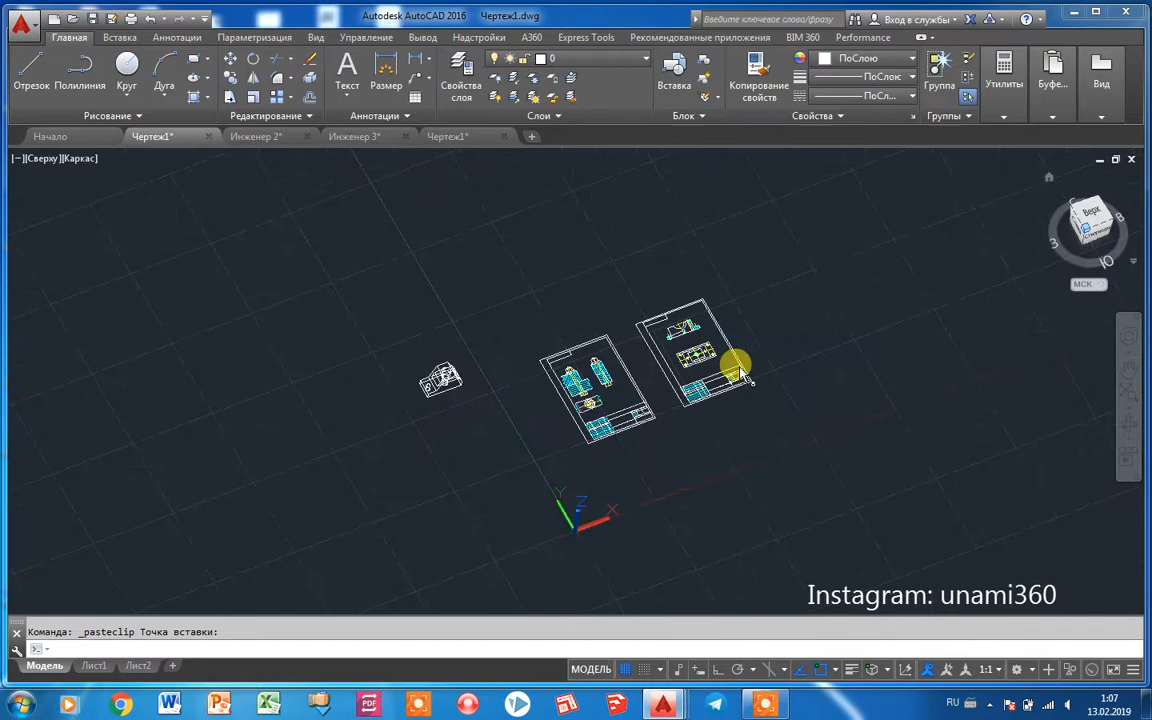 Autodesk AutoCAD 2016 Чертеж1.dwg
Введите ключевое слово/фразу
Вход в службы
Главная Вставка Аннотации Параметризация Вид Управление Вывод Надстройки A360 Express Tools Рекомендованные приложения BIM 360 Performance
0
ПоСлою
ПоСлою
ПоСл...
Отрезок Полилиния Круг Дуга
Текст Размер
Свойства слоя
Вставка
Копирование свойств
Группа
Утилиты Буфе... Вид
Рисование Редактирование Аннотации Слои Блок Свойства Группы
Начало Чертеж1* Инженер 2* Инженер 3* Чертеж1*
[−][Сверху][Каркас]
Верх
С
В
З
Ю
МСК
Y Z X
Instagram: unami360
Команда: _pasteclip Точка вставки:
Модель Лист1 Лист2
МОДЕЛЬ
1:1
RU
1:07
13.02.2019